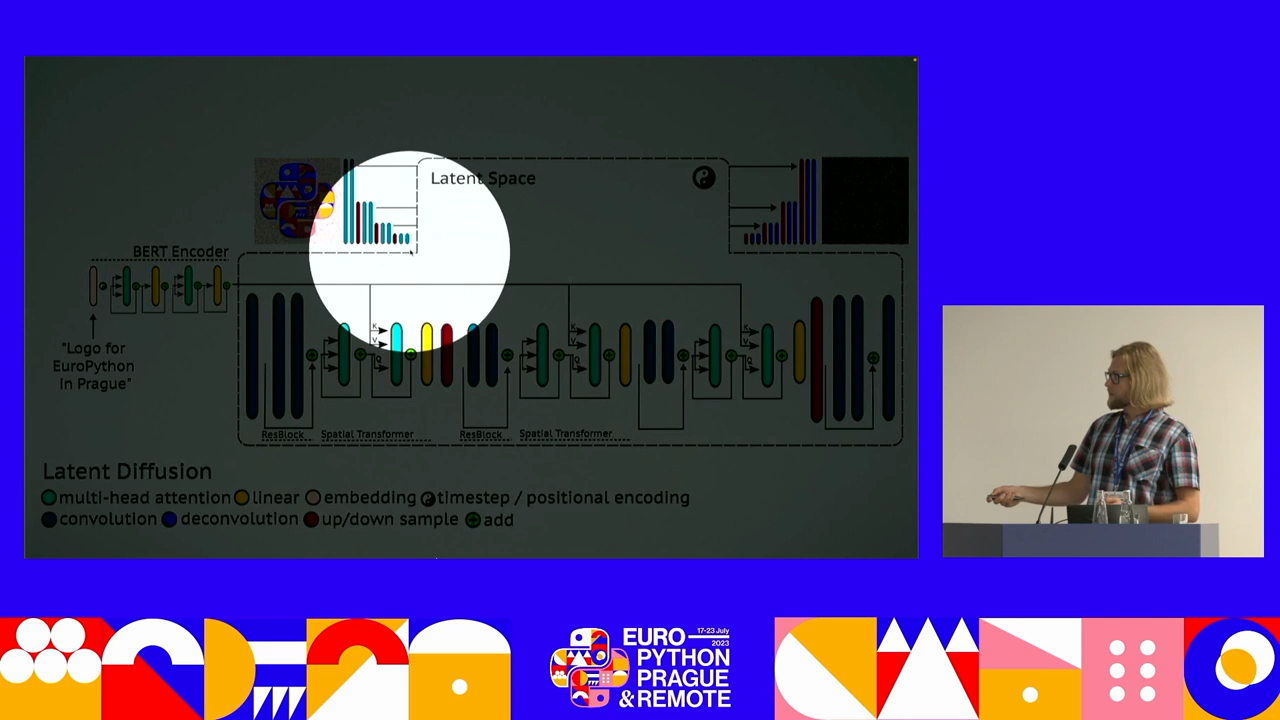 Latent Space
BERT Encoder
"Logo for
EuroPython
in Prague"
K
V
Q
K
V
Q
K
V
Q
ResBlock
Spatial Transformer
ResBlock
Spatial Transformer
Latent Diffusion
multi-head attention linear embedding timestep / positional encoding
convolution deconvolution up/down sample add
17-23 July
2023
EURO
PYTHON
PRAGUE
& REMOTE